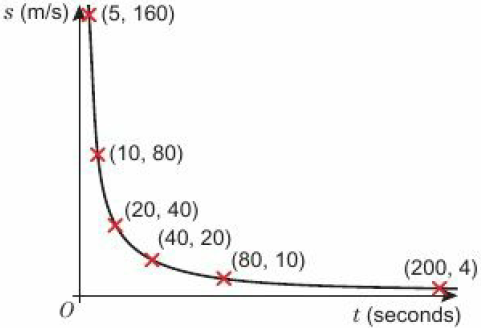 s (m/s)
(5, 160)
(10, 80)
(20, 40)
(40, 20)
(80, 10)
(200, 4)
O
t (seconds)